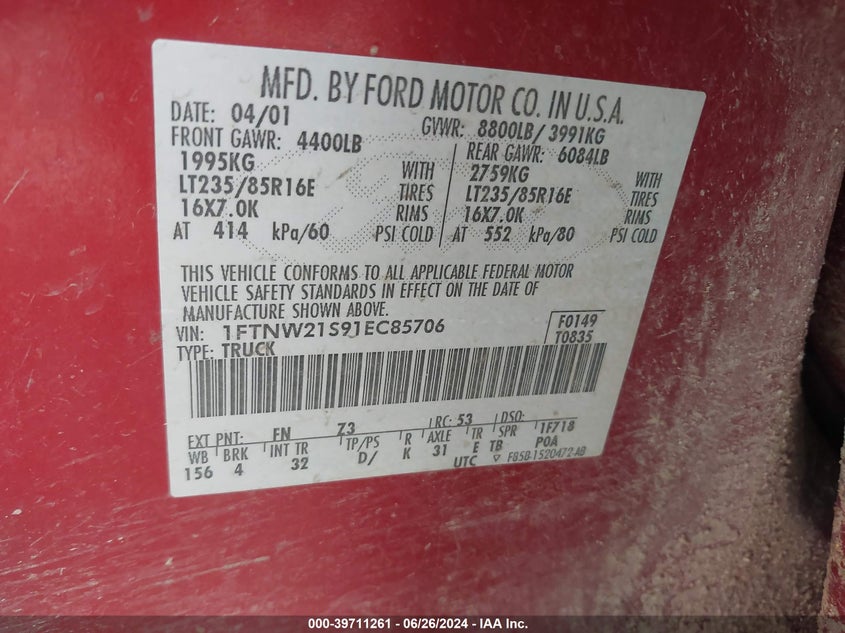 MFD. BY FORD MOTOR CO. IN U.S.A.
DATE: 04/01 GVWR: 8800LB/ 3991KG
FRONT GAWR: 4400LB REAR GAWR: 6084LB
1995KG WITH 2759KG WITH
LT235/85R16E TIRES LT235/85R16E TIRES
16X7.0K RIMS 16X7.0K RIMS
AT 414 kPa/60 PSI COLD AT 552 kPa/80 PSI COLD
THIS VEHICLE CONFORMS TO ALL APPLICABLE FEDERAL MOTOR
VEHICLE SAFETY STANDARDS IN EFFECT ON THE DATE OF
MANUFACTURE SHOWN ABOVE.
VIN: 1FTNW21S91EC85706 F0149
TYPE: TRUCK T0835
EXT PNT: FN Z3 RC: 53 DSO:
WB BRK INT TR TP/PS R AXLE TR SPR 1F718
156 4 32 D/ K 31 E TB P0A
UTC F85B-1520472-AB
000-39711261 - 06/26/2024 - IAA Inc.